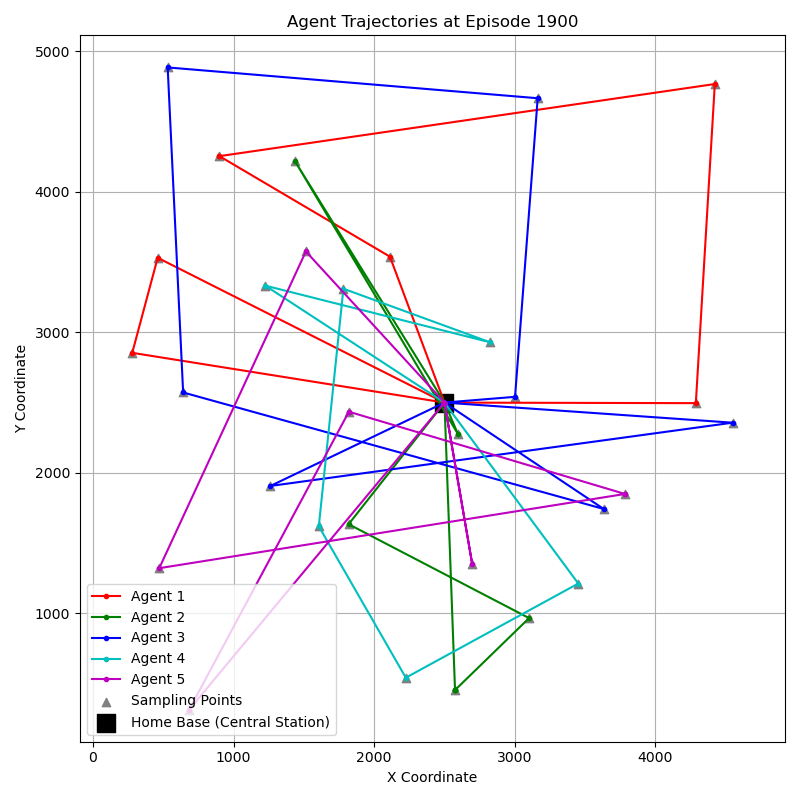 Agent Trajectories at Episode 1900
5000
4000
3000
2000
1000
Y Coordinate
Agent 1
Agent 2
Agent 3
Agent 4
Agent 5
Sampling Points
Home Base (Central Station)
0 1000 2000 3000 4000
X Coordinate